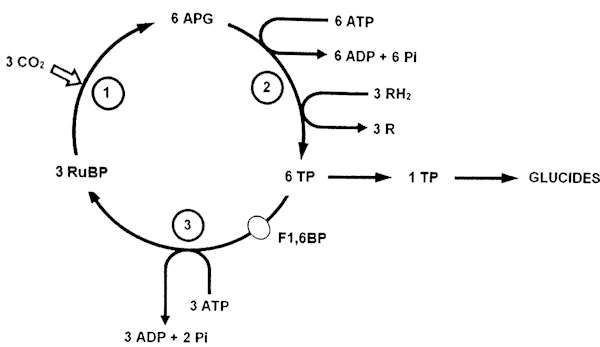 6 APG
6 ATP
6 ADP + 6 Pi
3 CO₂
1
2
3 RH₂
3 R
3 RuBP
6 TP
1 TP
GLUCIDES
3
F1,6BP
3 ATP
3 ADP + 2 Pi